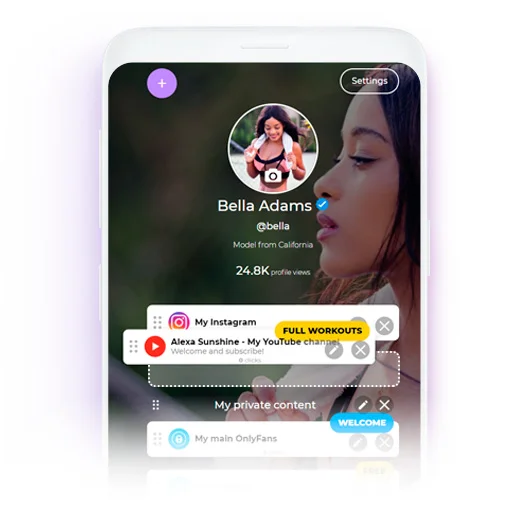 +
Settings
Bella Adams
@bella
Model from California
24.8K profile views
My Instagram
FULL WORKOUTS
Alexa Sunshine - My YouTube channel
Welcome and subscribe!
0 clicks
My private content
WELCOME
My main OnlyFans
FREE